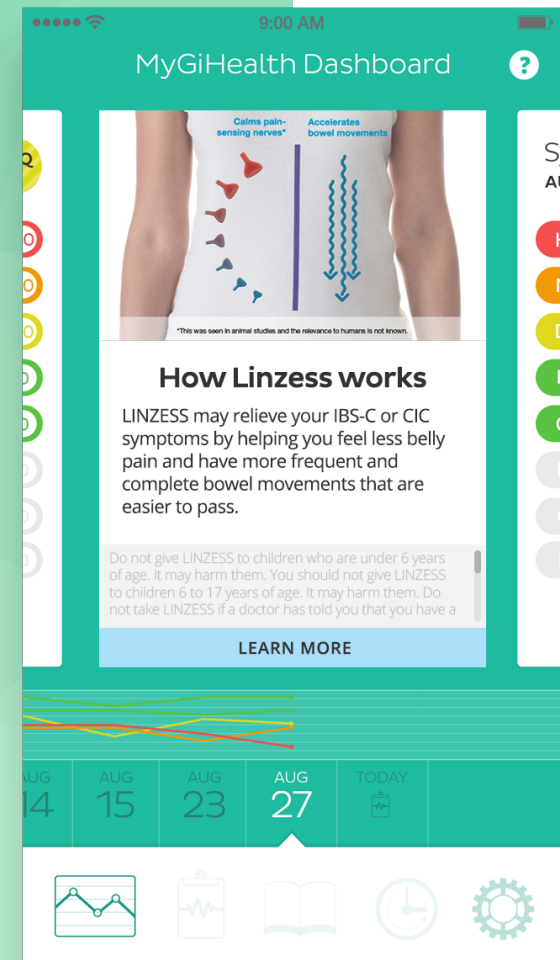 9:00 AM
MyGiHealth Dashboard
?
Calms pain-
sensing nerves*
Accelerates
bowel movements
*This was seen in animal studies and the relevance to humans is not known.
How Linzess works
LINZESS may relieve your IBS-C or CIC
symptoms by helping you feel less belly
pain and have more frequent and
complete bowel movements that are
easier to pass.
Do not give LINZESS to children who are under 6 years
of age. It may harm them. You should not give LINZESS
to children 6 to 17 years of age. It may harm them. Do
not take LINZESS if a doctor has told you that you have a
LEARN MORE
AUG
14
AUG
15
AUG
23
AUG
27
TODAY